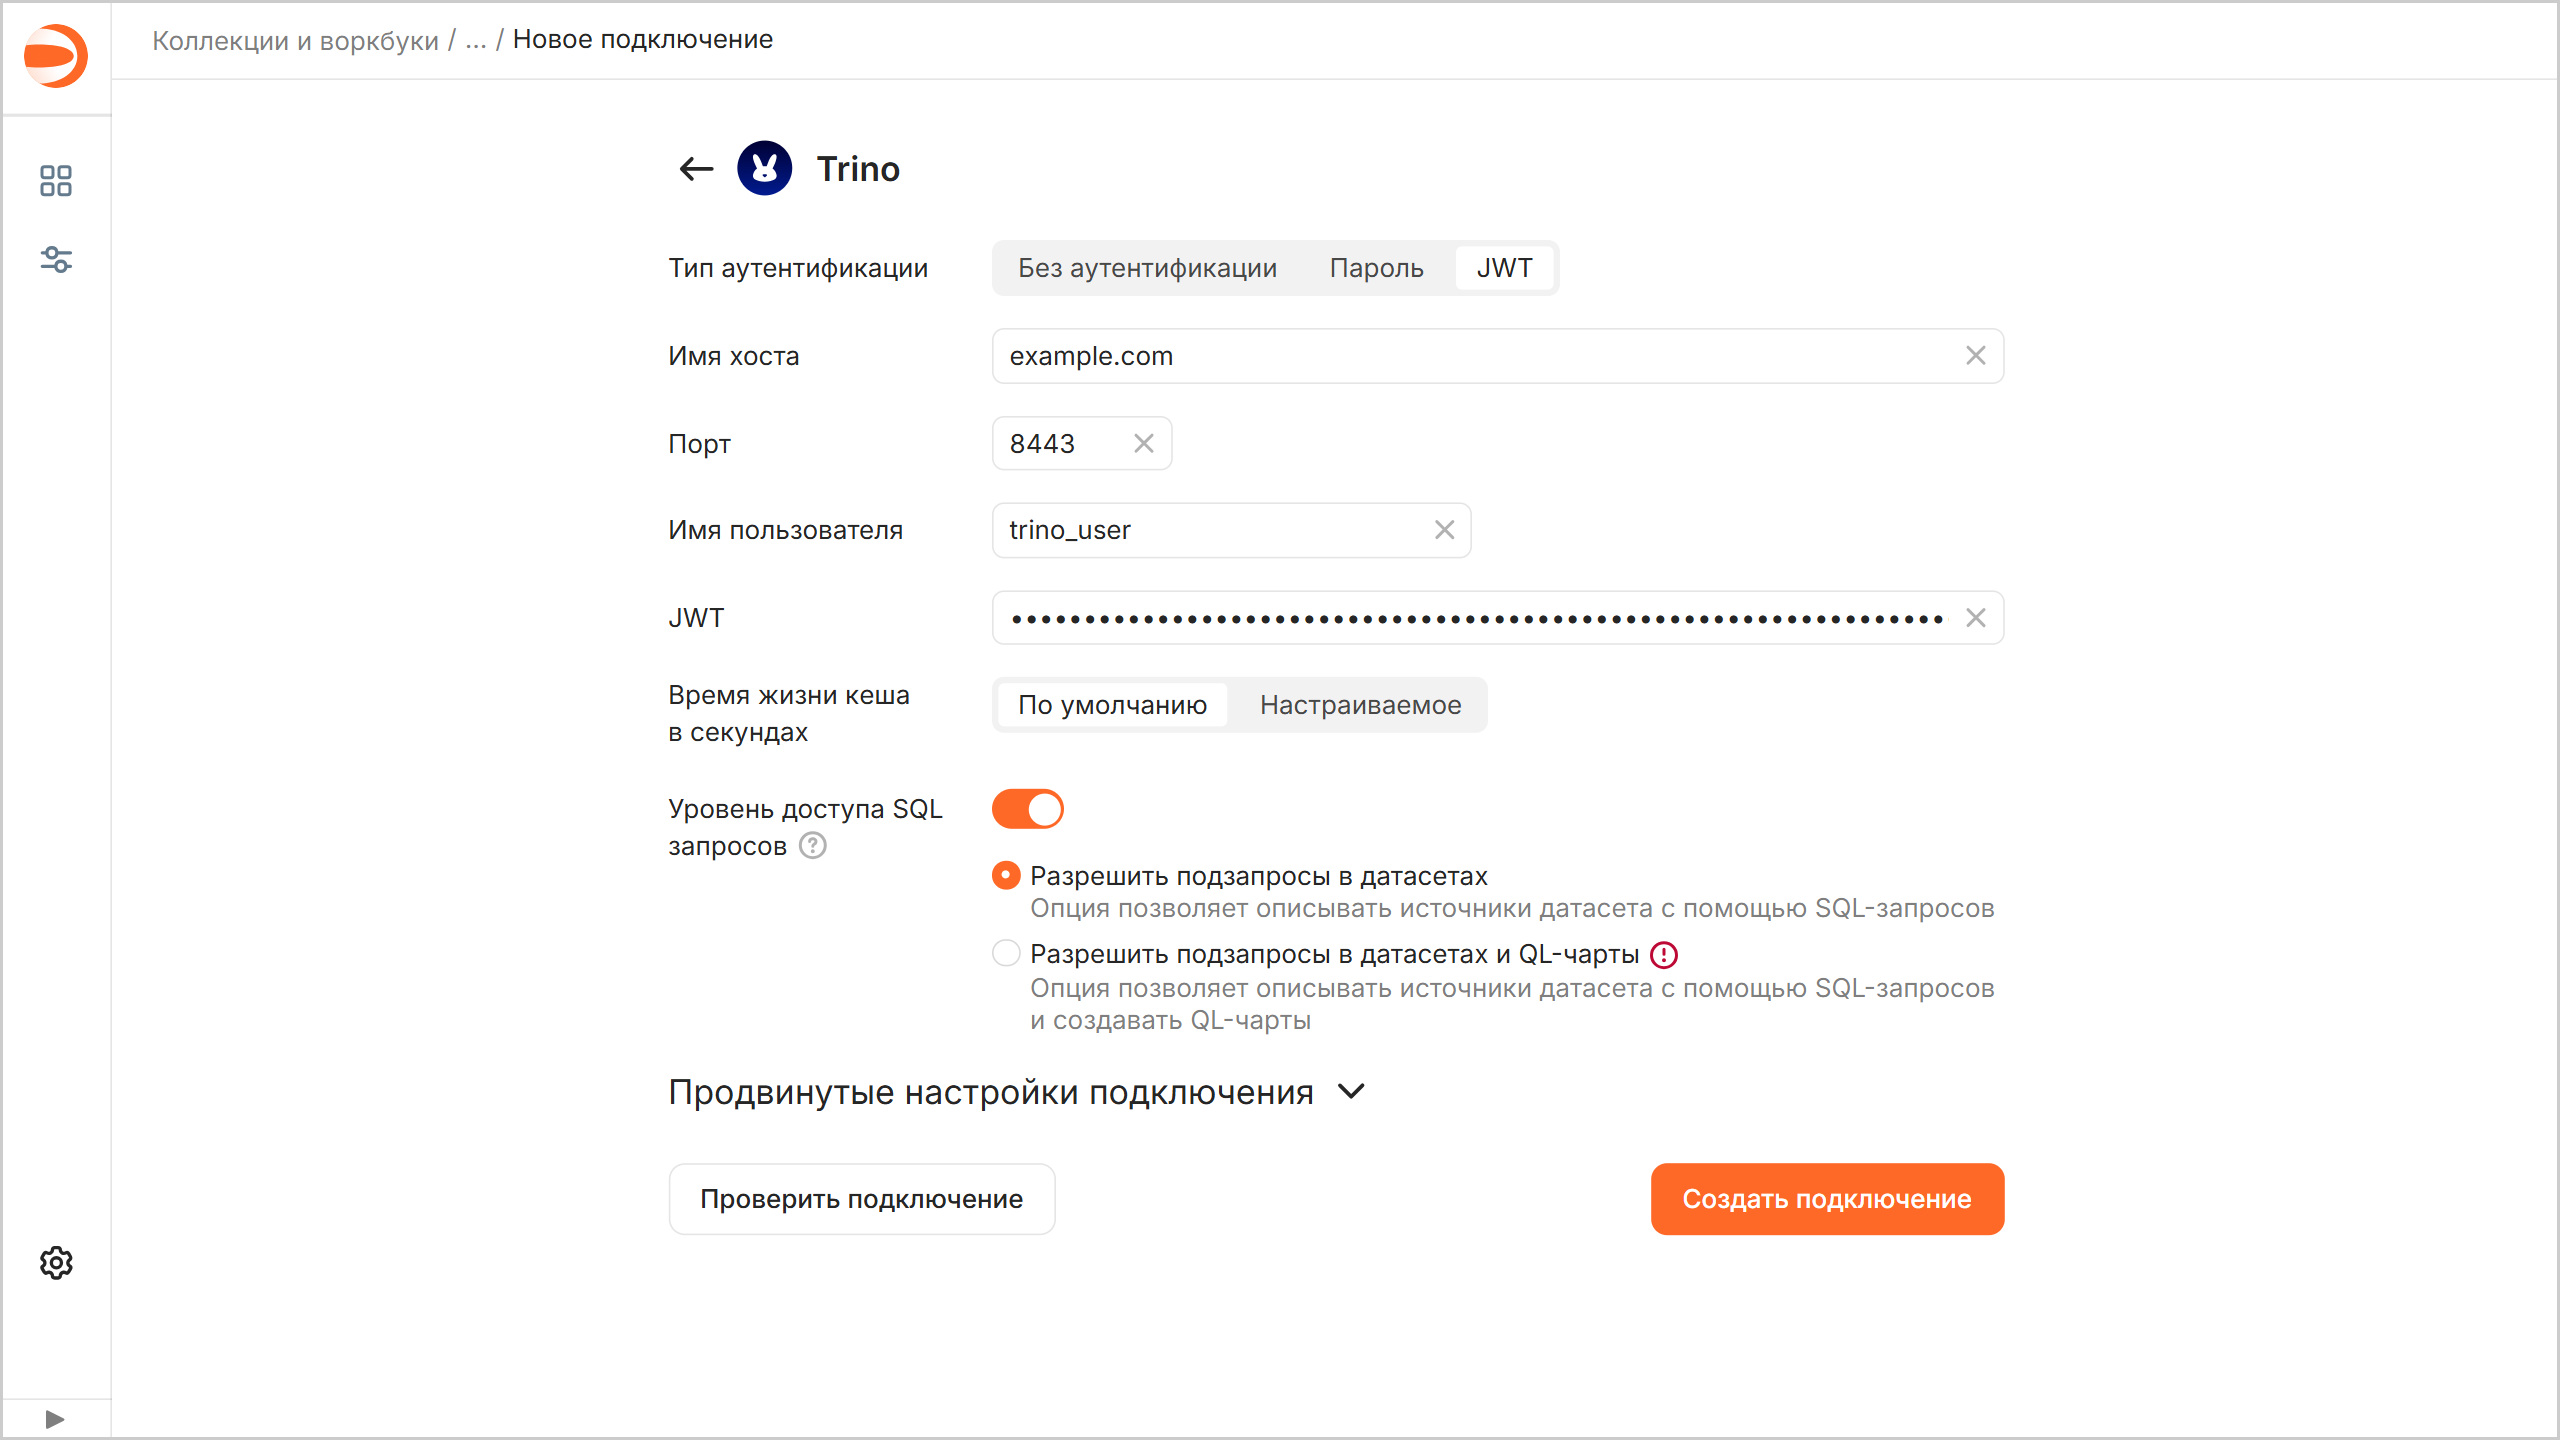 Коллекции и воркбуки / ... / Новое подключение
Trino
Тип аутентификации
Без аутентификации Пароль JWT
Имя хоста
example.com
Порт
8443
Имя пользователя
trino_user
JWT
••••••••••••••••••••••••••••••••••••••••••••••••••••••••••••••••
Время жизни кеша
в секундах
По умолчанию Настраиваемое
Уровень доступа SQL
запросов
Разрешить подзапросы в датасетах
Опция позволяет описывать источники датасета с помощью SQL-запросов
Разрешить подзапросы в датасетах и QL-чарты
Опция позволяет описывать источники датасета с помощью SQL-запросов
и создавать QL-чарты
Продвинутые настройки подключения
Проверить подключение
Создать подключение